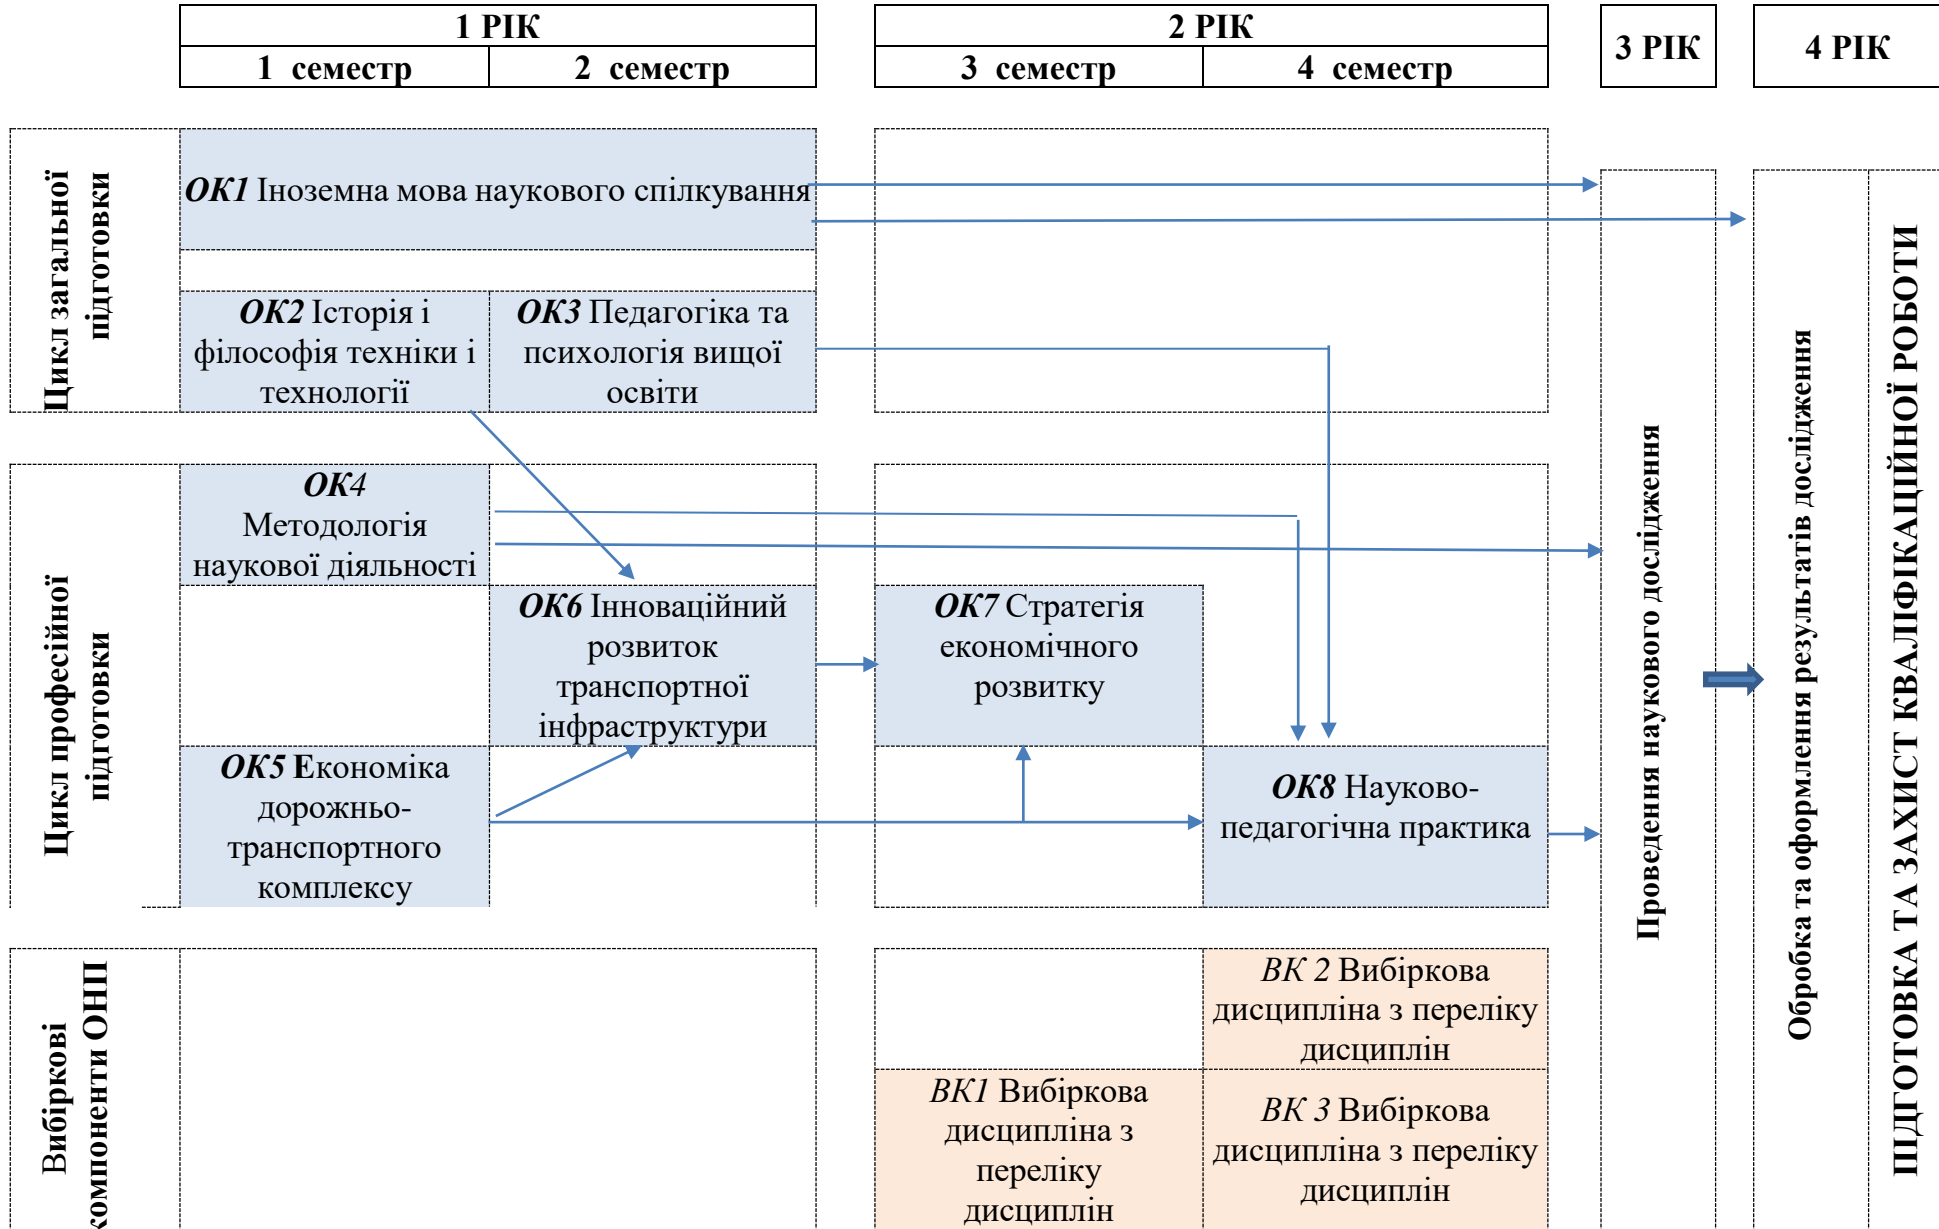 1 РІК
2 РІК
3 РІК
4 РІК
1 семестр
2 семестр
3 семестр
4 семестр
Цикл загальної
підготовки
ОК1 Іноземна мова наукового спілкування
ОК2 Історія і
філософія техніки і
технології
ОК3 Педагогіка та
психологія вищої
освіти
Цикл професійної
підготовки
ОК4
Методологія
наукової діяльності
ОК6 Інноваційний
розвиток
транспортної
інфраструктури
ОК7 Стратегія
економічного
розвитку
ОК5 Економіка
дорожньо-
транспортного
комплексу
ОК8 Науково-
педагогічна практика
Вибіркові
компоненти ОНП
ВК 2 Вибіркова
дисципліна з переліку
дисциплін
ВК1 Вибіркова
дисципліна з
переліку
дисциплін
ВК 3 Вибіркова
дисципліна з переліку
дисциплін
Проведення наукового дослідження
Обробка та оформлення результатів дослідження
ПІДГОТОВКА ТА ЗАХИСТ КВАЛІФІКАЦІЙНОЇ РОБОТИ